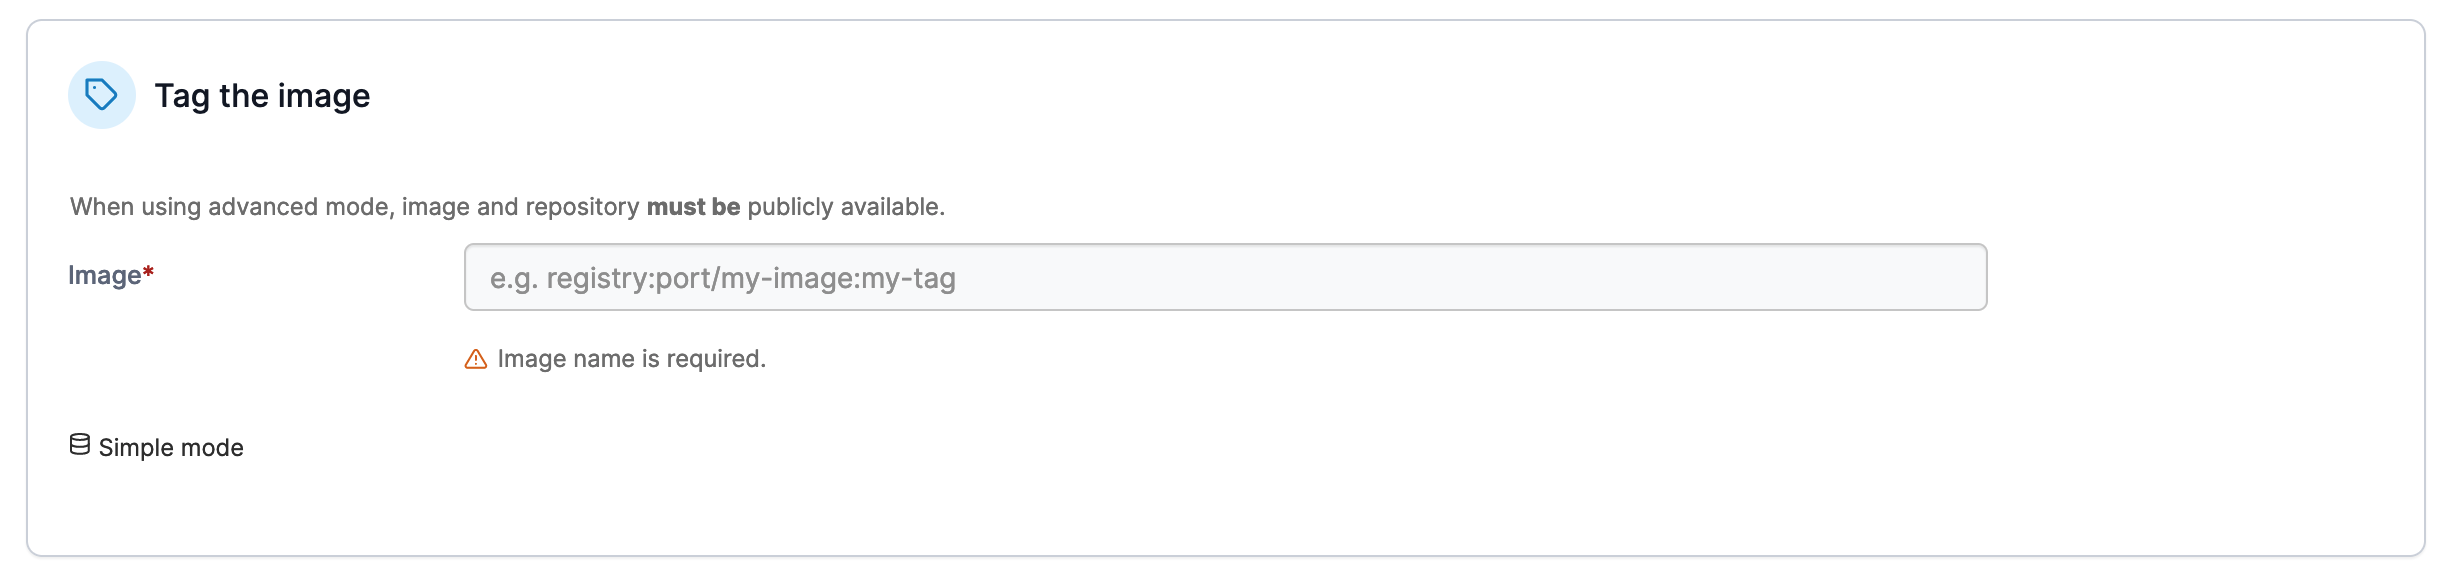 Tag the image
When using advanced mode, image and repository must be publicly available.
Image*
e.g. registry:port/my-image:my-tag
Image name is required.
Simple mode